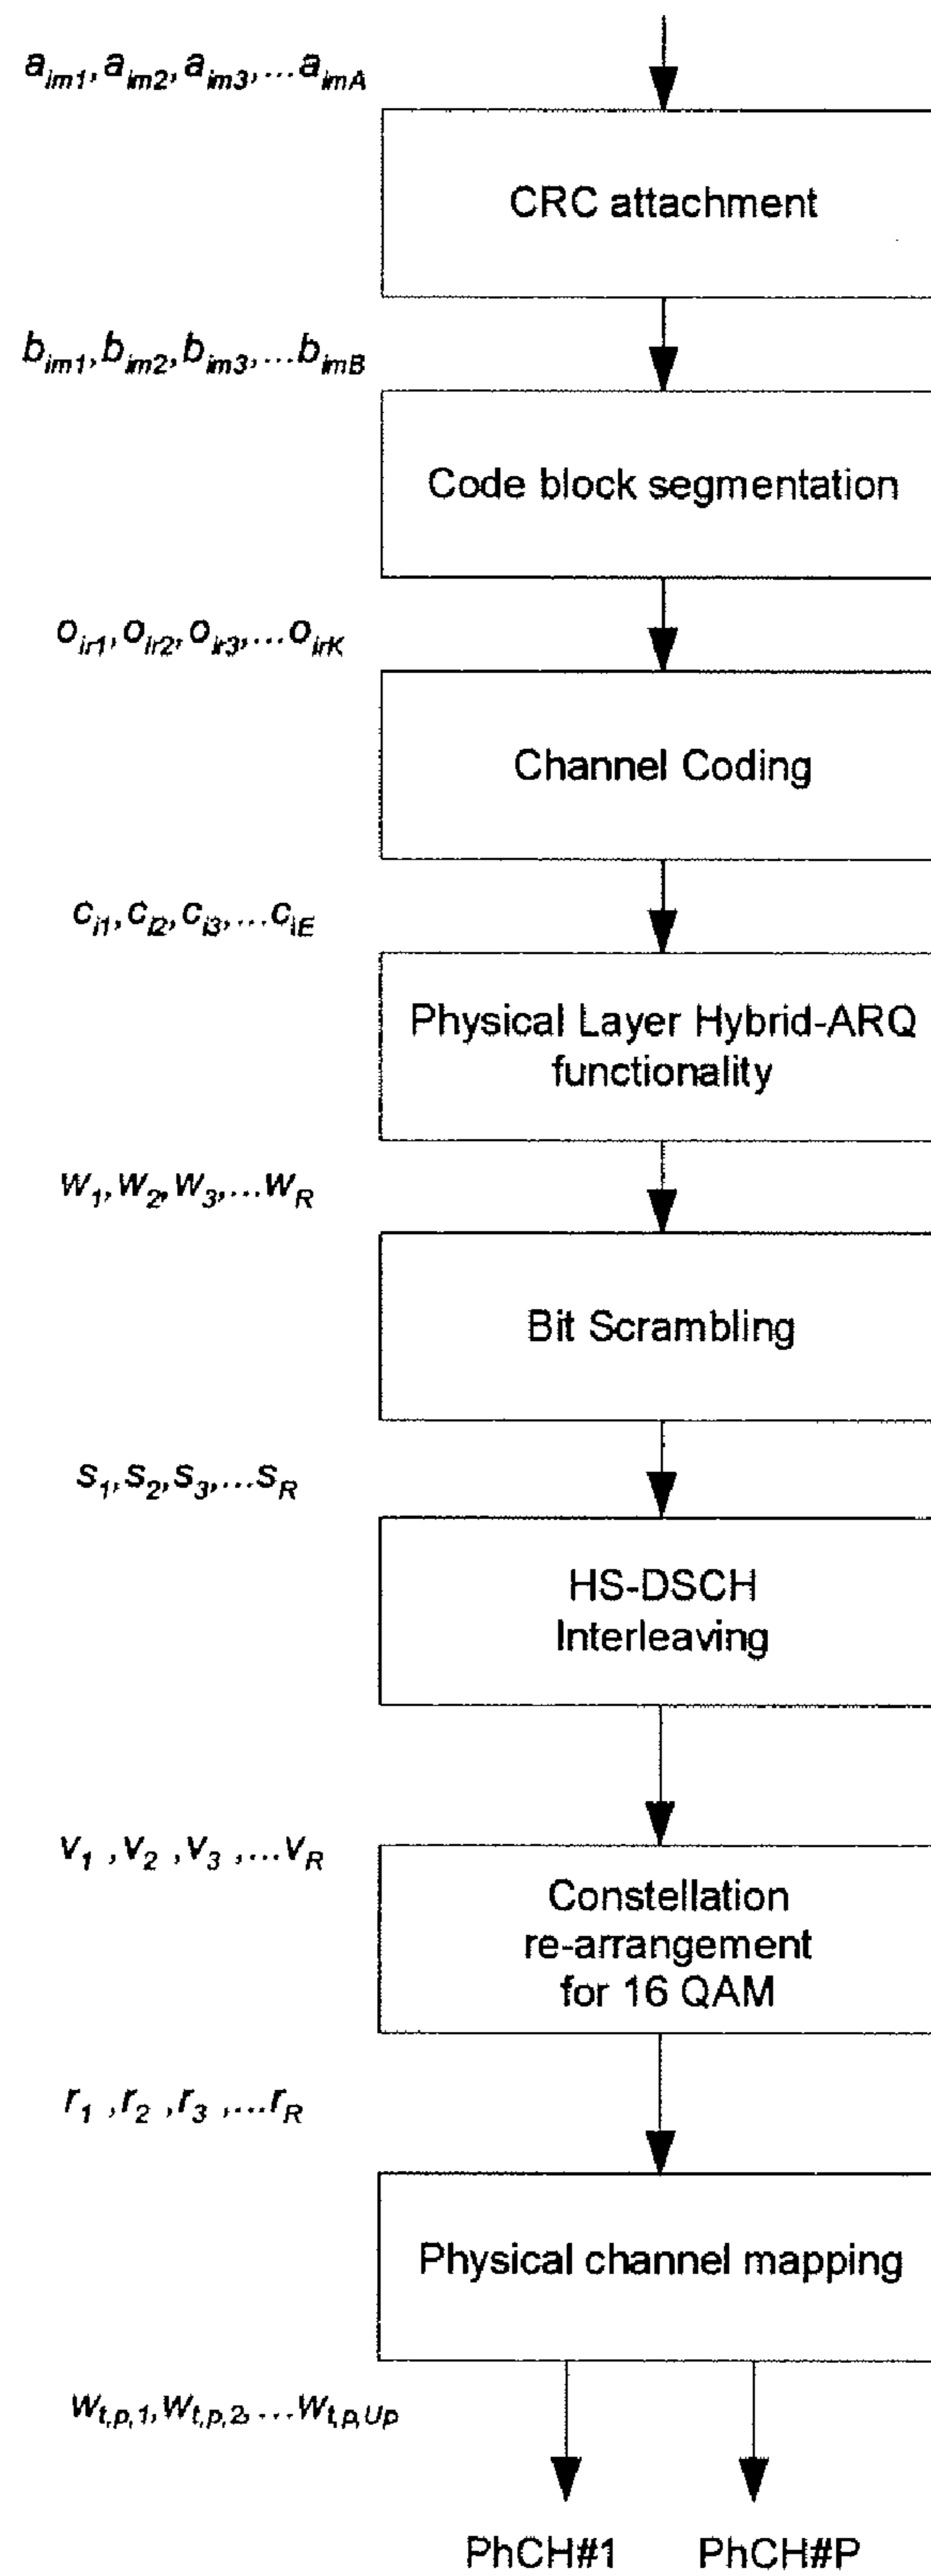 a_im1, a_im2, a_im3, ...a_imA
CRC attachment
b_im1, b_im2, b_im3, ...b_imB
Code block segmentation
o_ir1, o_ir2, o_ir3, ...o_irK
Channel Coding
c_i1, c_i2, c_i3, ...c_iE
Physical Layer Hybrid-ARQ
functionality
w_1, w_2, w_3, ...w_R
Bit Scrambling
s_1, s_2, s_3, ...s_R
HS-DSCH
Interleaving
v_1 ,v_2 ,v_3 ,...v_R
Constellation
re-arrangement
for 16 QAM
r_1 ,r_2 ,r_3 ,...r_R
Physical channel mapping
w_t,p,1, w_t,p,2, ...w_t,p,Up
PhCH#1 PhCH#P